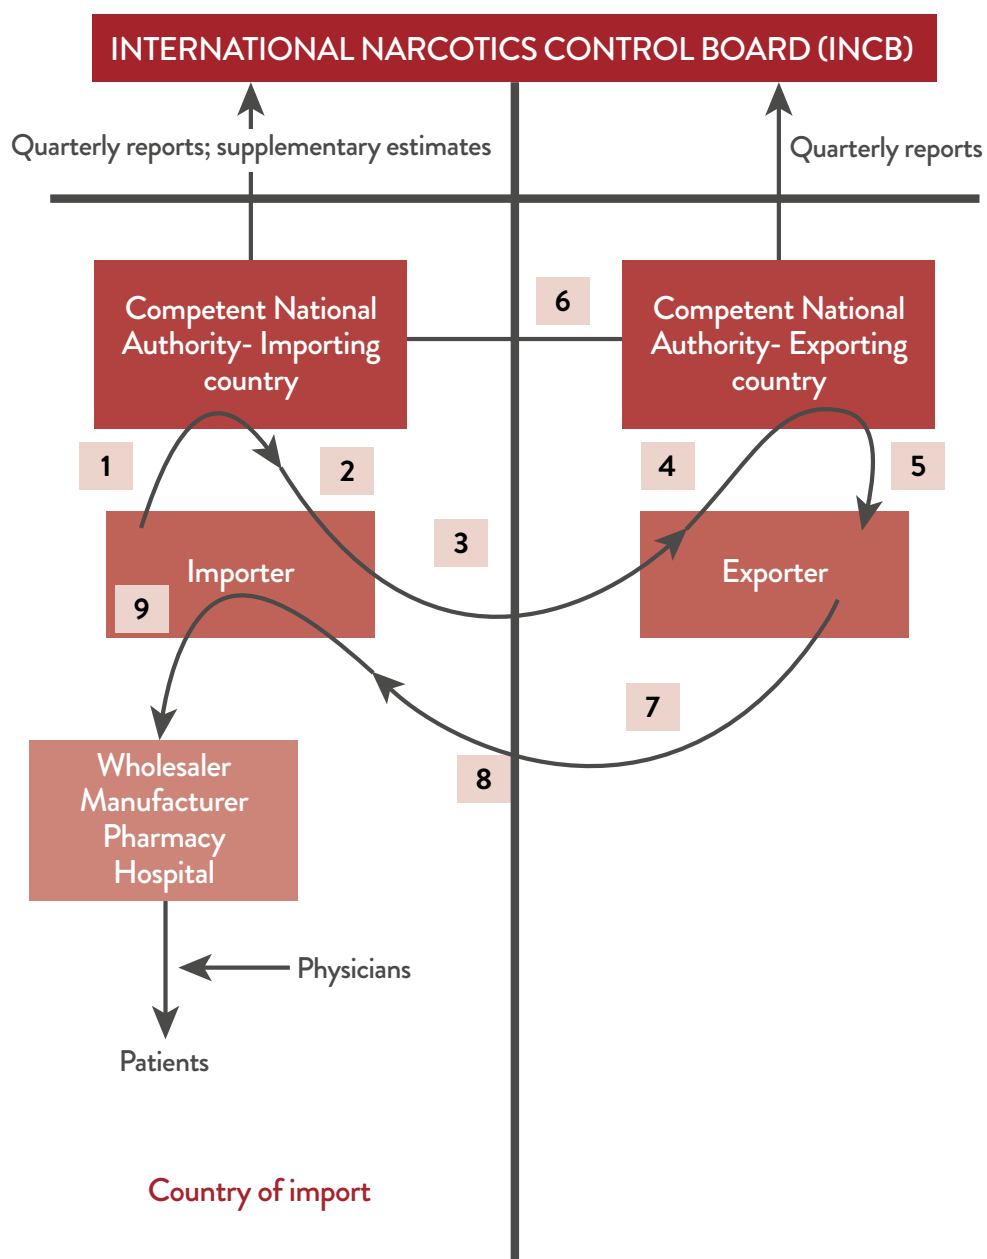 INTERNATIONAL NARCOTICS CONTROL BOARD (INCB)
Quarterly reports; supplementary estimates
Quarterly reports
Competent National
Authority- Importing
country
6
Competent National
Authority- Exporting
country
1
2
3
4
5
Importer
Exporter
9
7
8
Wholesaler
Manufacturer
Pharmacy
Hospital
Physicians
Patients
Country of import